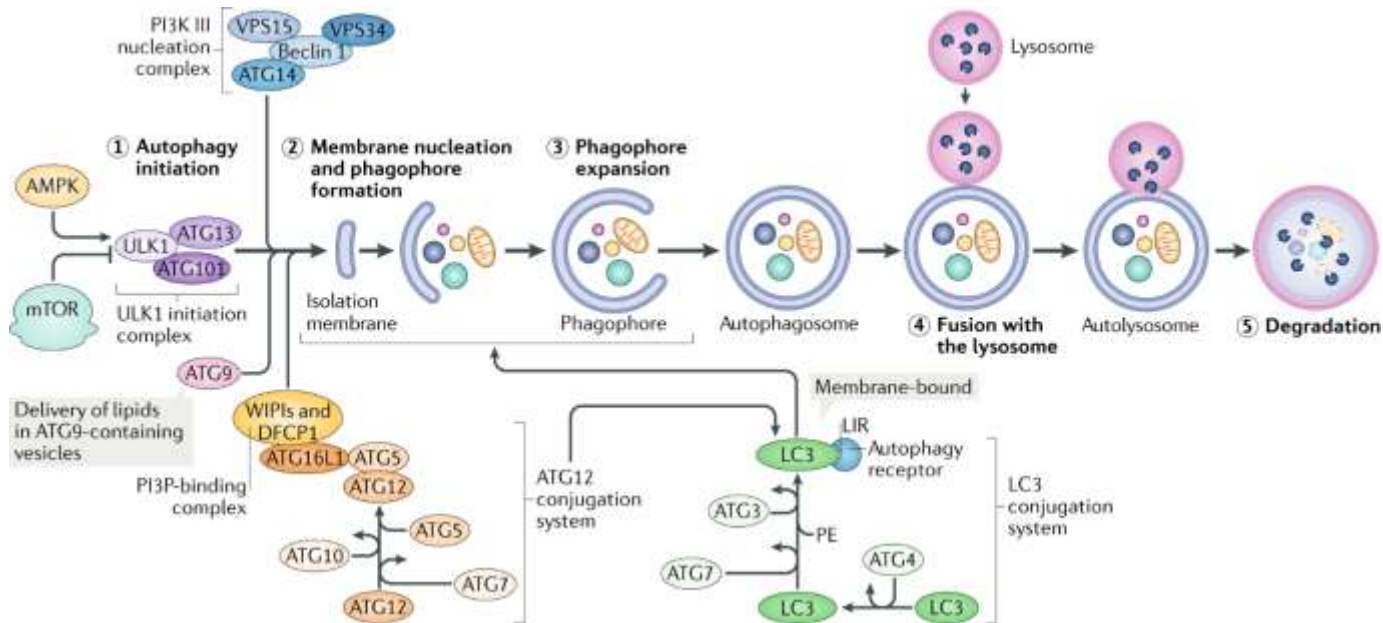 PI3K III
nucleation
complex
VPS15
VPS34
Beclin 1
ATG14
Lysosome
① Autophagy
initiation
② Membrane nucleation
and phagophore
formation
③ Phagophore
expansion
AMPK
ULK1
ATG13
ATG101
mTOR
ULK1 initiation
complex
Isolation
membrane
Phagophore
Autophagosome
④ Fusion with
the lysosome
Autolysosome
⑤ Degradation
ATG9
Delivery of lipids
in ATG9-containing
vesicles
WIPIs and
DFCP1
ATG16L1
ATG5
ATG12
PI3P-binding
complex
ATG5
ATG10
ATG7
ATG12
ATG12
conjugation
system
Membrane-bound
LIR
LC3
Autophagy
receptor
ATG3
PE
ATG7
ATG4
LC3
LC3
LC3
conjugation
system